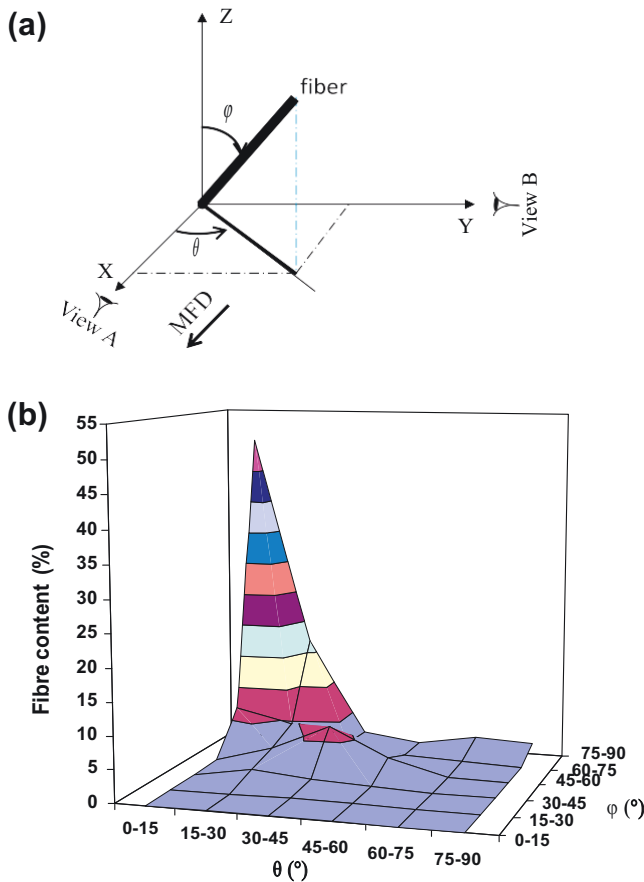 (a)
Z
fiber
φ
View B
Y
θ
X
View A
MFD
(b)
55
50
45
40
35
30
25
20
15
10
5
0
Fibre content (%)
0-15
15-30
30-45
45-60
60-75
75-90
θ (°)
75-90
60-75
45-60
30-45
15-30
0-15
φ (°)